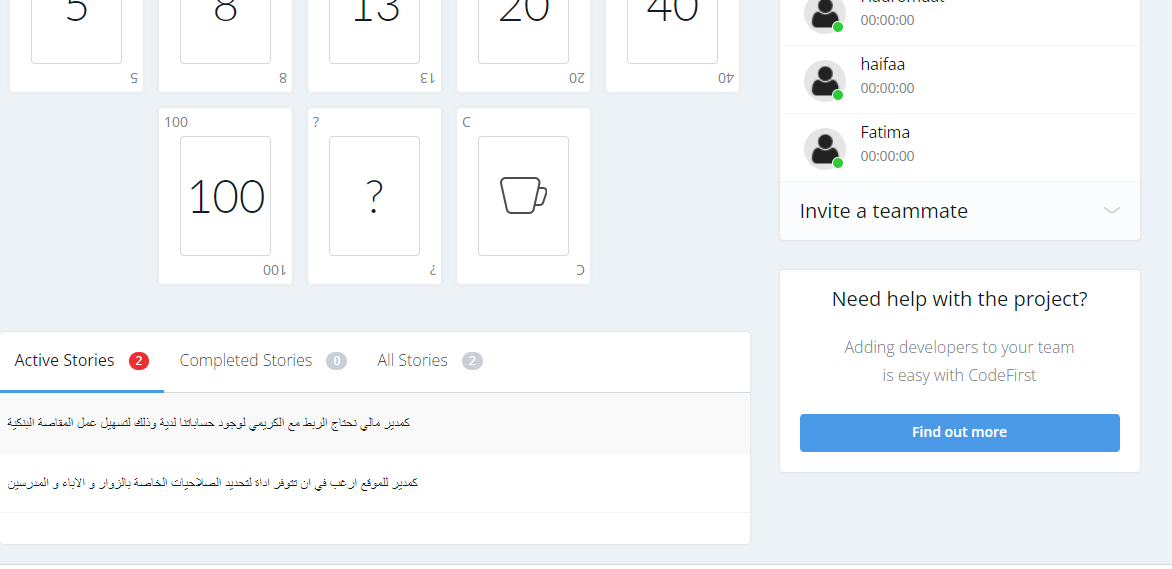 5
8
13
20
40
5
8
13
20
40
100
100
100
?
?
?
C
C
00:00:00
haifaa
00:00:00
Fatima
00:00:00
Invite a teammate
Need help with the project?
Adding developers to your team
is easy with CodeFirst
Find out more
Active Stories 2
Completed Stories 0
All Stories 2
كمدير مالي نحتاج الربط مع الكريمي لوجود حساباتنا لدية وذلك لتسهيل عمل المقاصة البنكية
كمدير للموقع ارغب في ان تتوفر اداة لتحديد الصلاحيات الخاصة بالزوار و الاباء و المدرسين